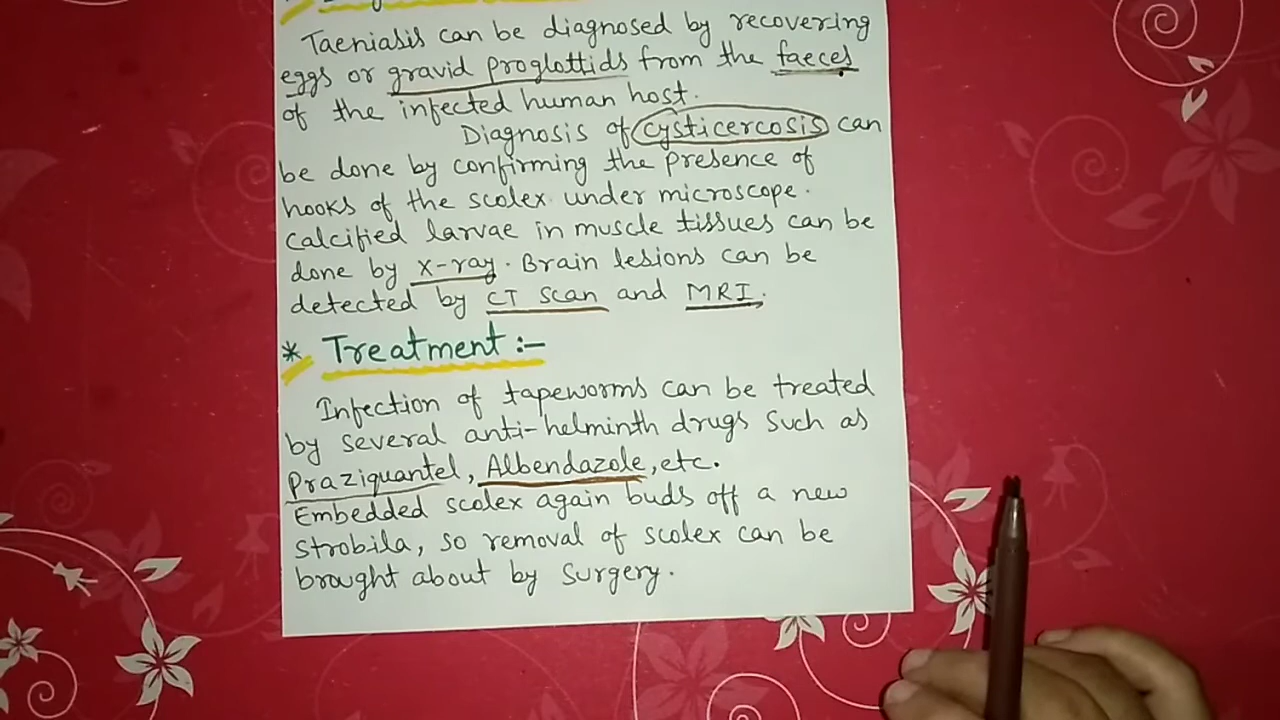 Taeniasis can be diagnosed by recovering
eggs or gravid proglottids from the faeces
of the infected human host.
Diagnosis of cysticercosis can
be done by confirming the presence of
hooks of the scolex under microscope.
Calcified larvae in muscle tissues can be
done by X-ray. Brain lesions can be
detected by CT Scan and MRI.
* Treatment :-
Infection of tapeworms can be treated
by several anti-helminth drugs such as
Praziquantel, Albendazole, etc.
Embedded scolex again buds off a new
strobila, so removal of scolex can be
brought about by surgery.